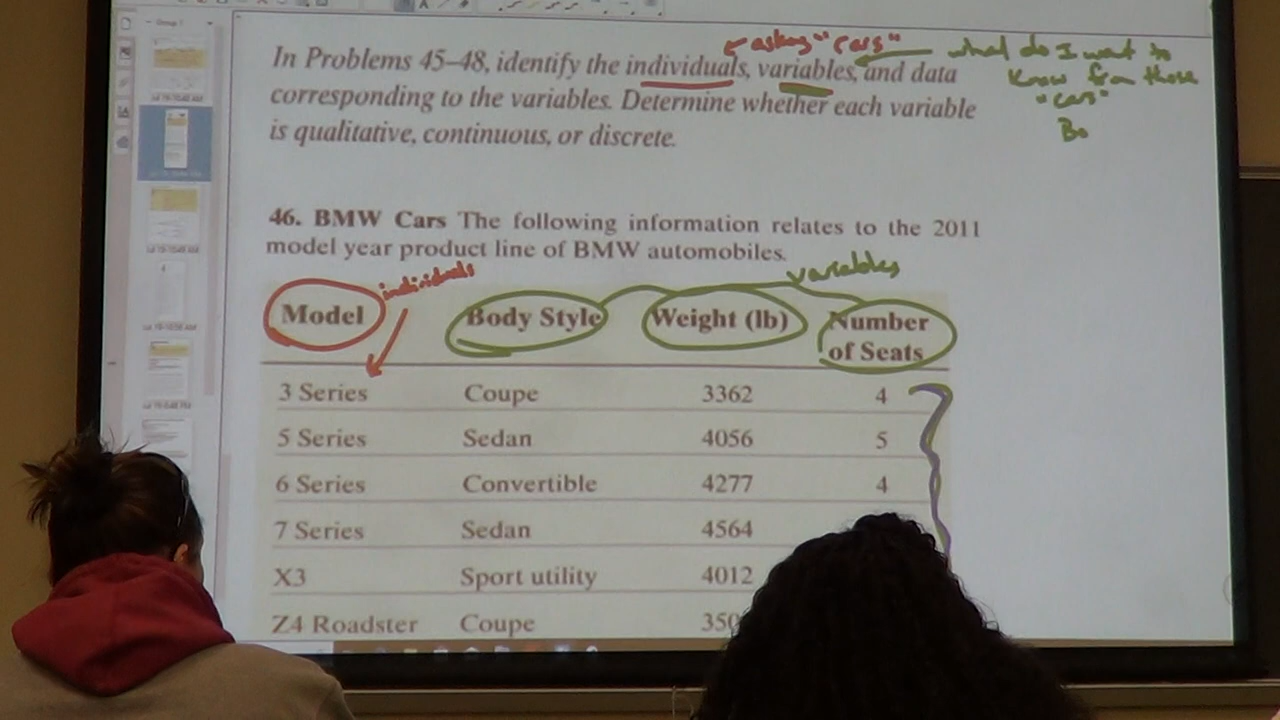 asking "cars"
what do I want to
know from those
"cars"
Bo
In Problems 45–48, identify the individuals, variables, and data
corresponding to the variables. Determine whether each variable
is qualitative, continuous, or discrete.
46. BMW Cars The following information relates to the 2011
model year product line of BMW automobiles.
individuals
variables
Model Body Style Weight (lb) Number
of Seats
3 Series Coupe 3362 4
5 Series Sedan 4056 5
6 Series Convertible 4277 4
7 Series Sedan 4564
X3 Sport utility 4012
Z4 Roadster Coupe